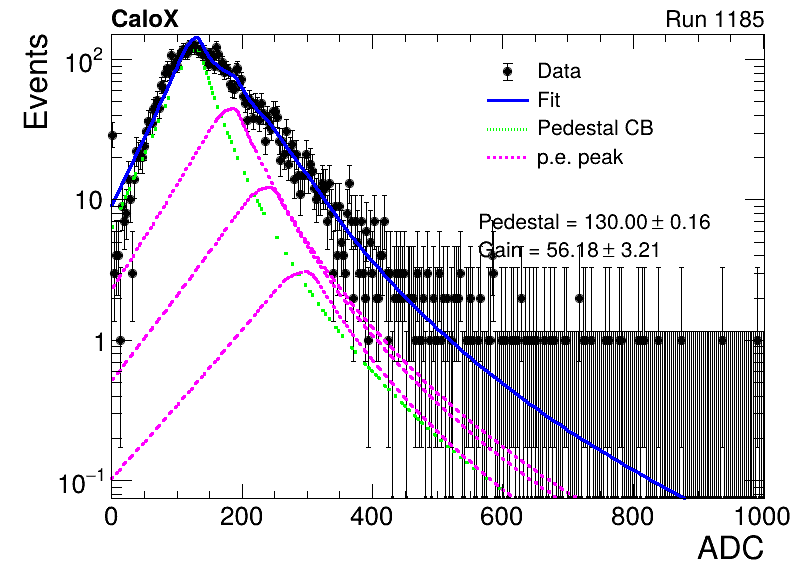 CaloX Run 1185
Events
10²
10
1
10⁻¹
Data
Fit
Pedestal CB
p.e. peak
Pedestal = 130.00 ± 0.16
Gain = 56.18 ± 3.21
0 200 400 600 800 1000
ADC